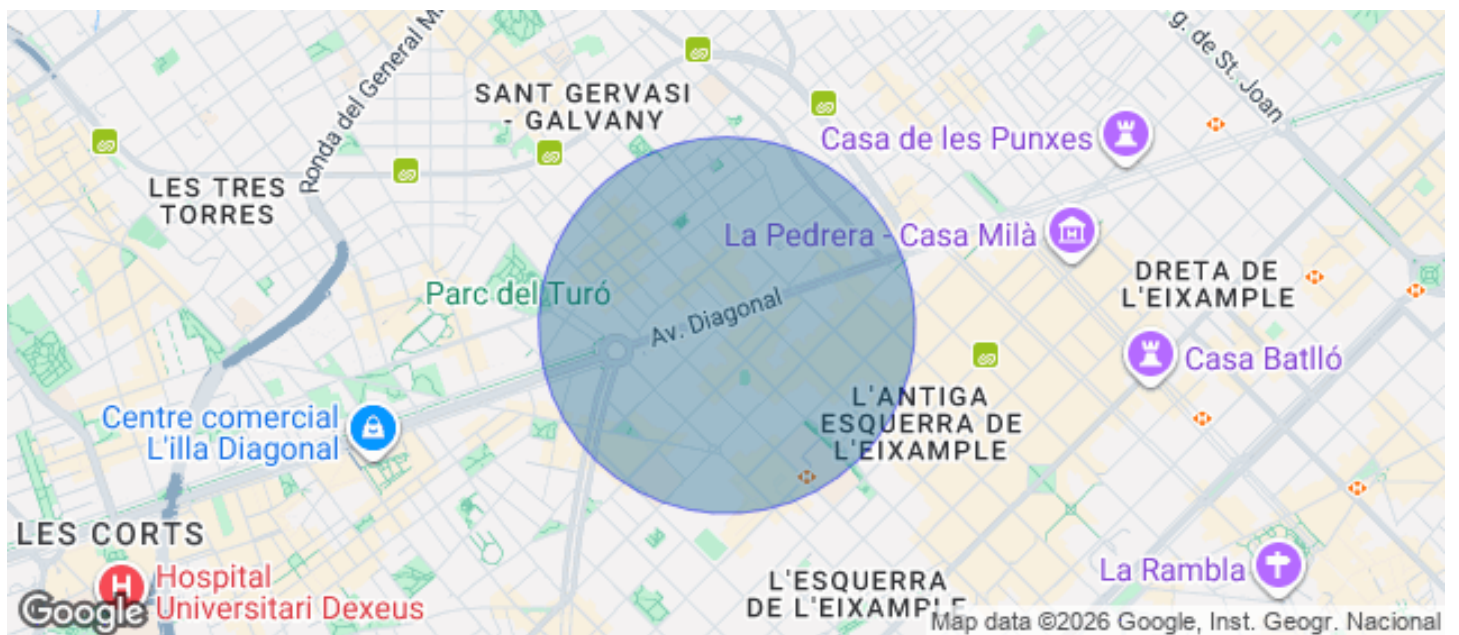 Ronda del General M
g. de St. Joan
SANT GERVASI
- GALVANY
Casa de les Punxes
LES TRES
TORRES
La Pedrera - Casa Milà
DRETA DE
L'EIXAMPLE
Parc del Turó
Av. Diagonal
Casa Batlló
L'ANTIGA
ESQUERRA DE
L'EIXAMPLE
Centre comercial
L'illa Diagonal
LES CORTS
H
Hospital
Universitari Dexeus
La Rambla
L'ESQUERRA
DE L'EIXAMPLE
Google
Map data ©2026 Google, Inst. Geogr. Nacional